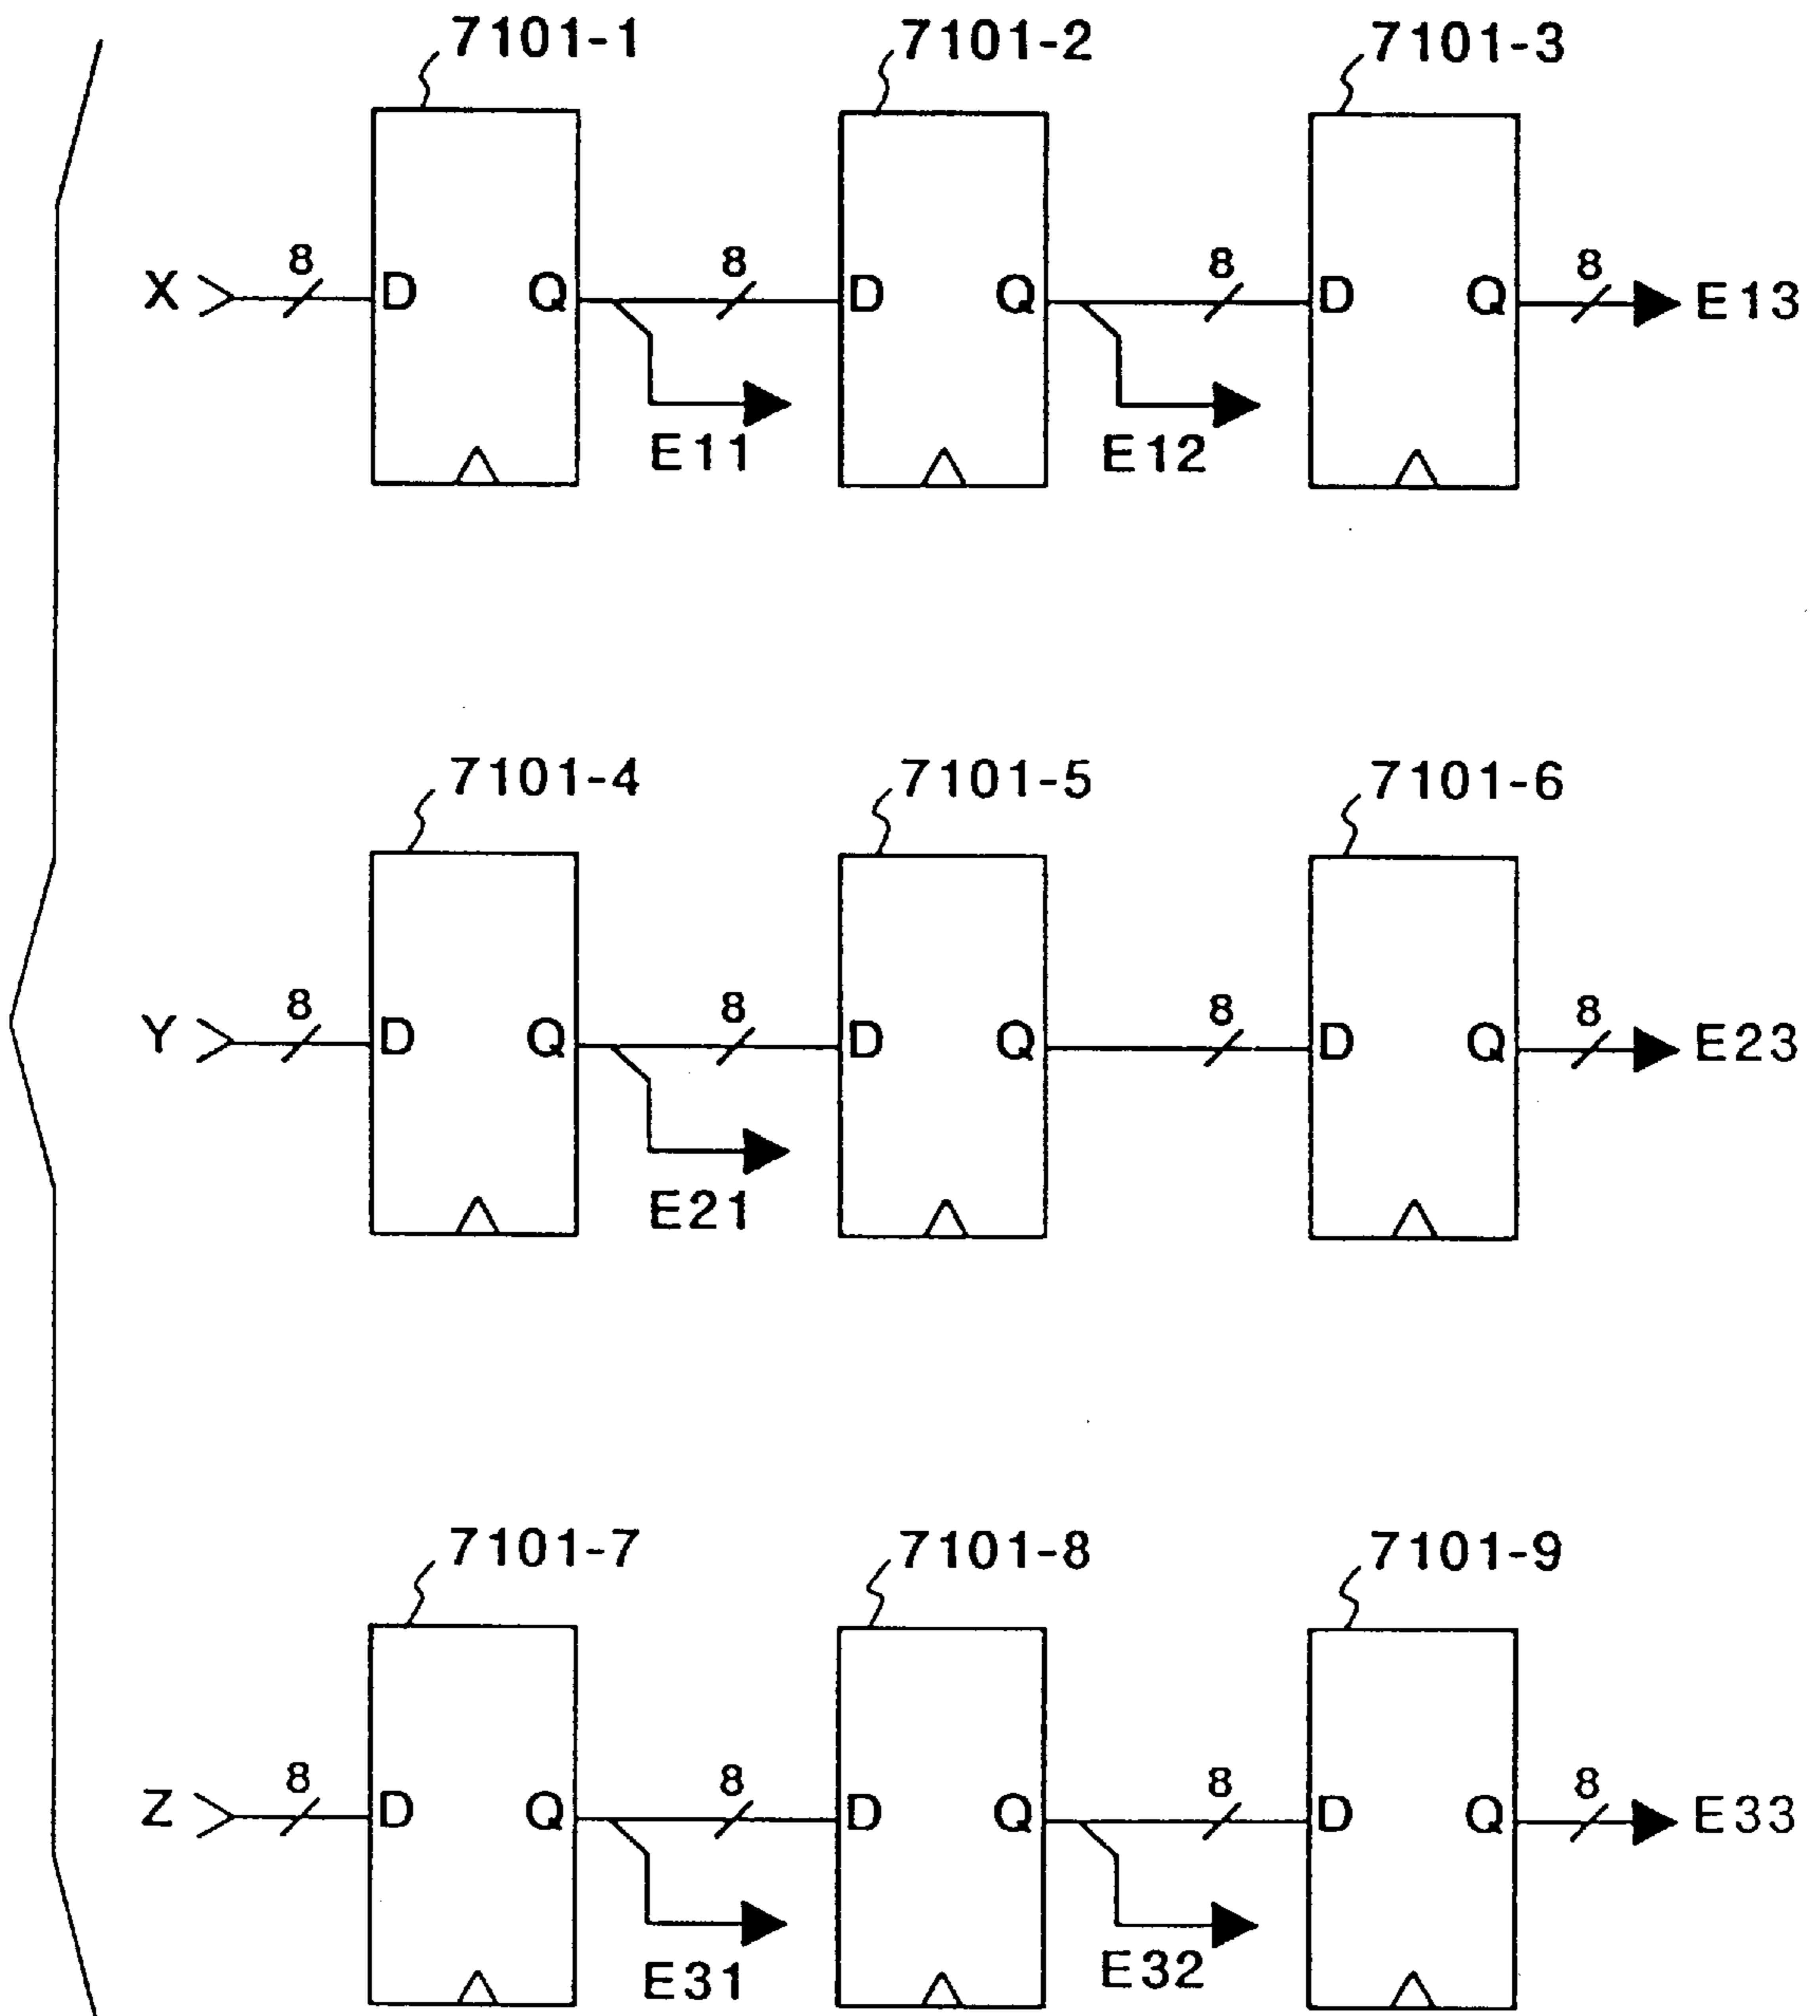 7101-1 7101-2 7101-3
8 8 8 8
X D Q D Q D Q E13
E11 E12
7101-4 7101-5 7101-6
8 8 8 8
Y D Q D Q D Q E23
E21
7101-7 7101-8 7101-9
8 8 8 8
Z D Q D Q D Q E33
E31 E32